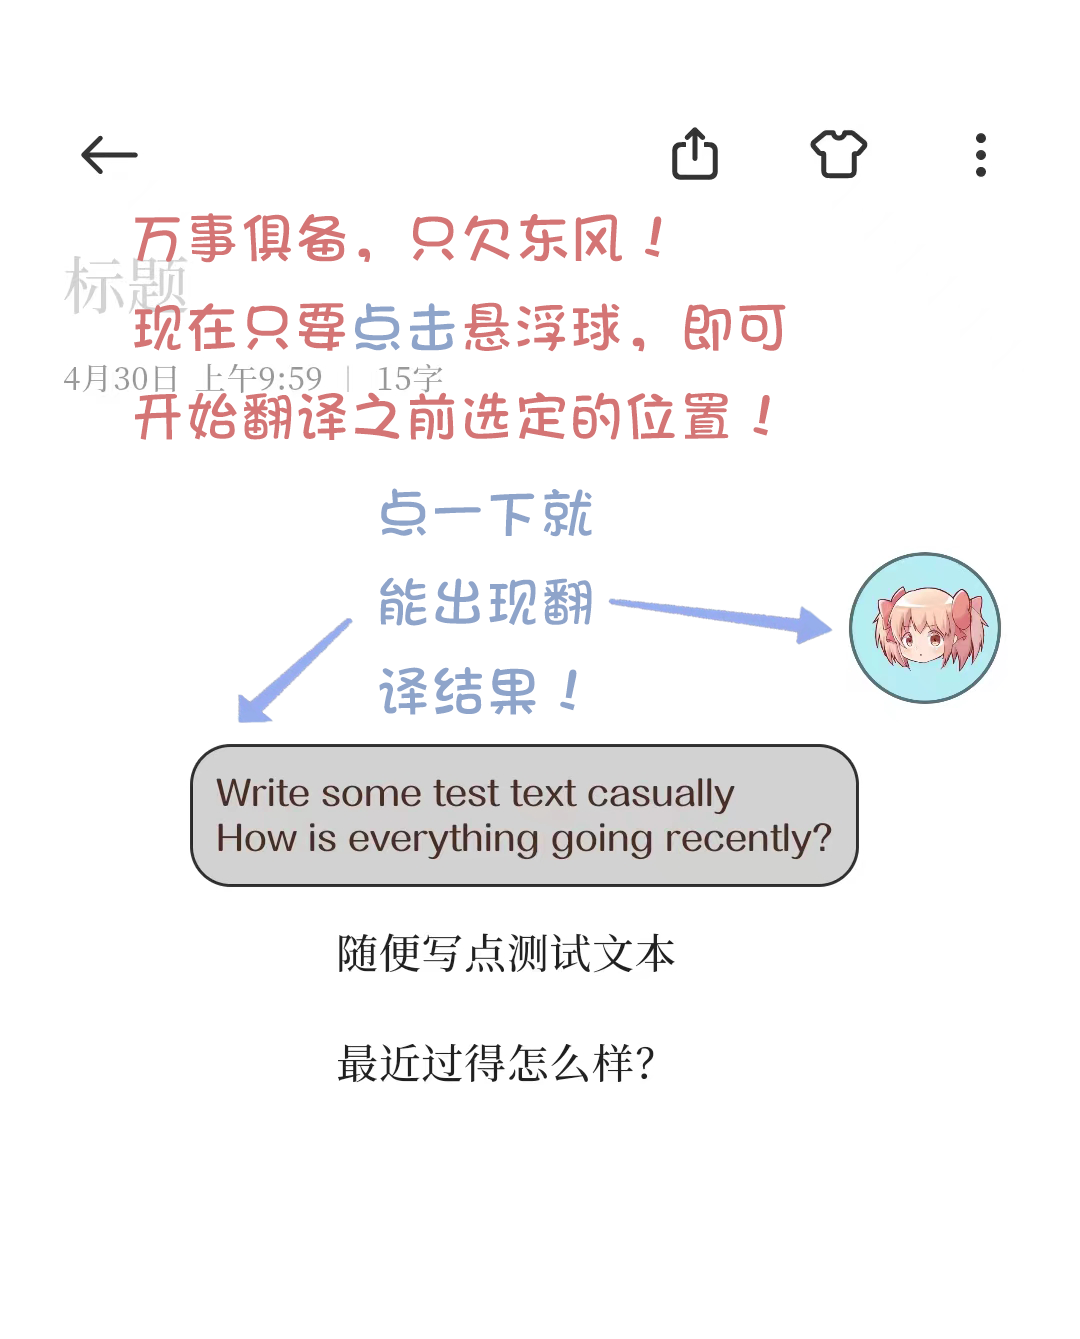 万事俱备，只欠东风！
标题
现在只要点击悬浮球，即可
4月30日 上午9:59 | 15字
开始翻译之前选定的位置！
点一下就
能出现翻
译结果！
Write some test text casually
How is everything going recently?
随便写点测试文本
最近过得怎么样？